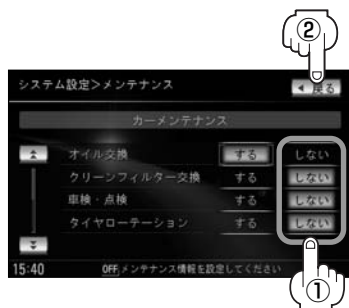 ②
システム設定＞メンテナンス
◀ 戻る
カーメンテナンス
オイル交換 する しない
クリーンフィルター交換 する しない
車検・点検 する しない
タイヤローテーション する しない
15:40 OFF メンテナンス情報を設定してください
①